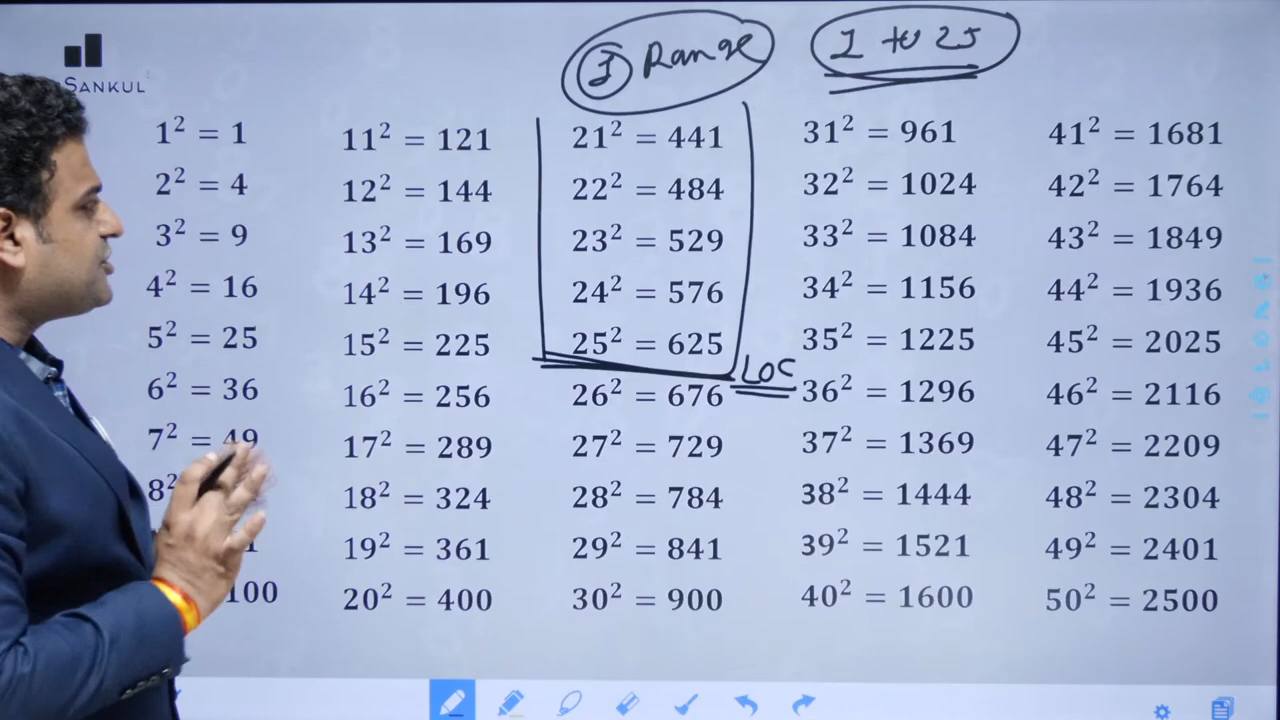 SANKUL
I Range
1 to 25
1² = 1
2² = 4
3² = 9
4² = 16
5² = 25
6² = 36
7² = 49
8²
100
11² = 121
12² = 144
13² = 169
14² = 196
15² = 225
16² = 256
17² = 289
18² = 324
19² = 361
20² = 400
21² = 441
22² = 484
23² = 529
24² = 576
25² = 625
LOC
26² = 676
27² = 729
28² = 784
29² = 841
30² = 900
31² = 961
32² = 1024
33² = 1084
34² = 1156
35² = 1225
36² = 1296
37² = 1369
38² = 1444
39² = 1521
40² = 1600
41² = 1681
42² = 1764
43² = 1849
44² = 1936
45² = 2025
46² = 2116
47² = 2209
48² = 2304
49² = 2401
50² = 2500